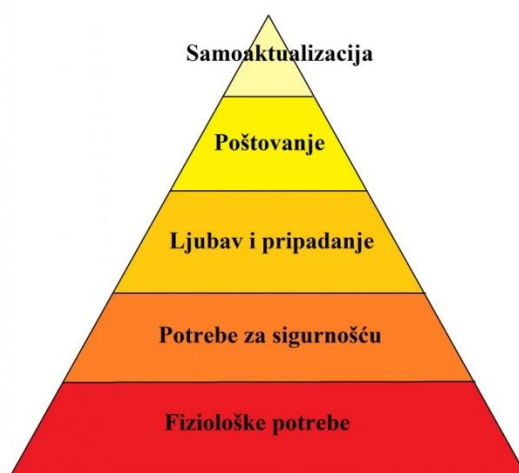 Samoaktualizacija
Poštovanje
Ljubav i pripadanje
Potrebe za sigurnošću
Fiziološke potrebe